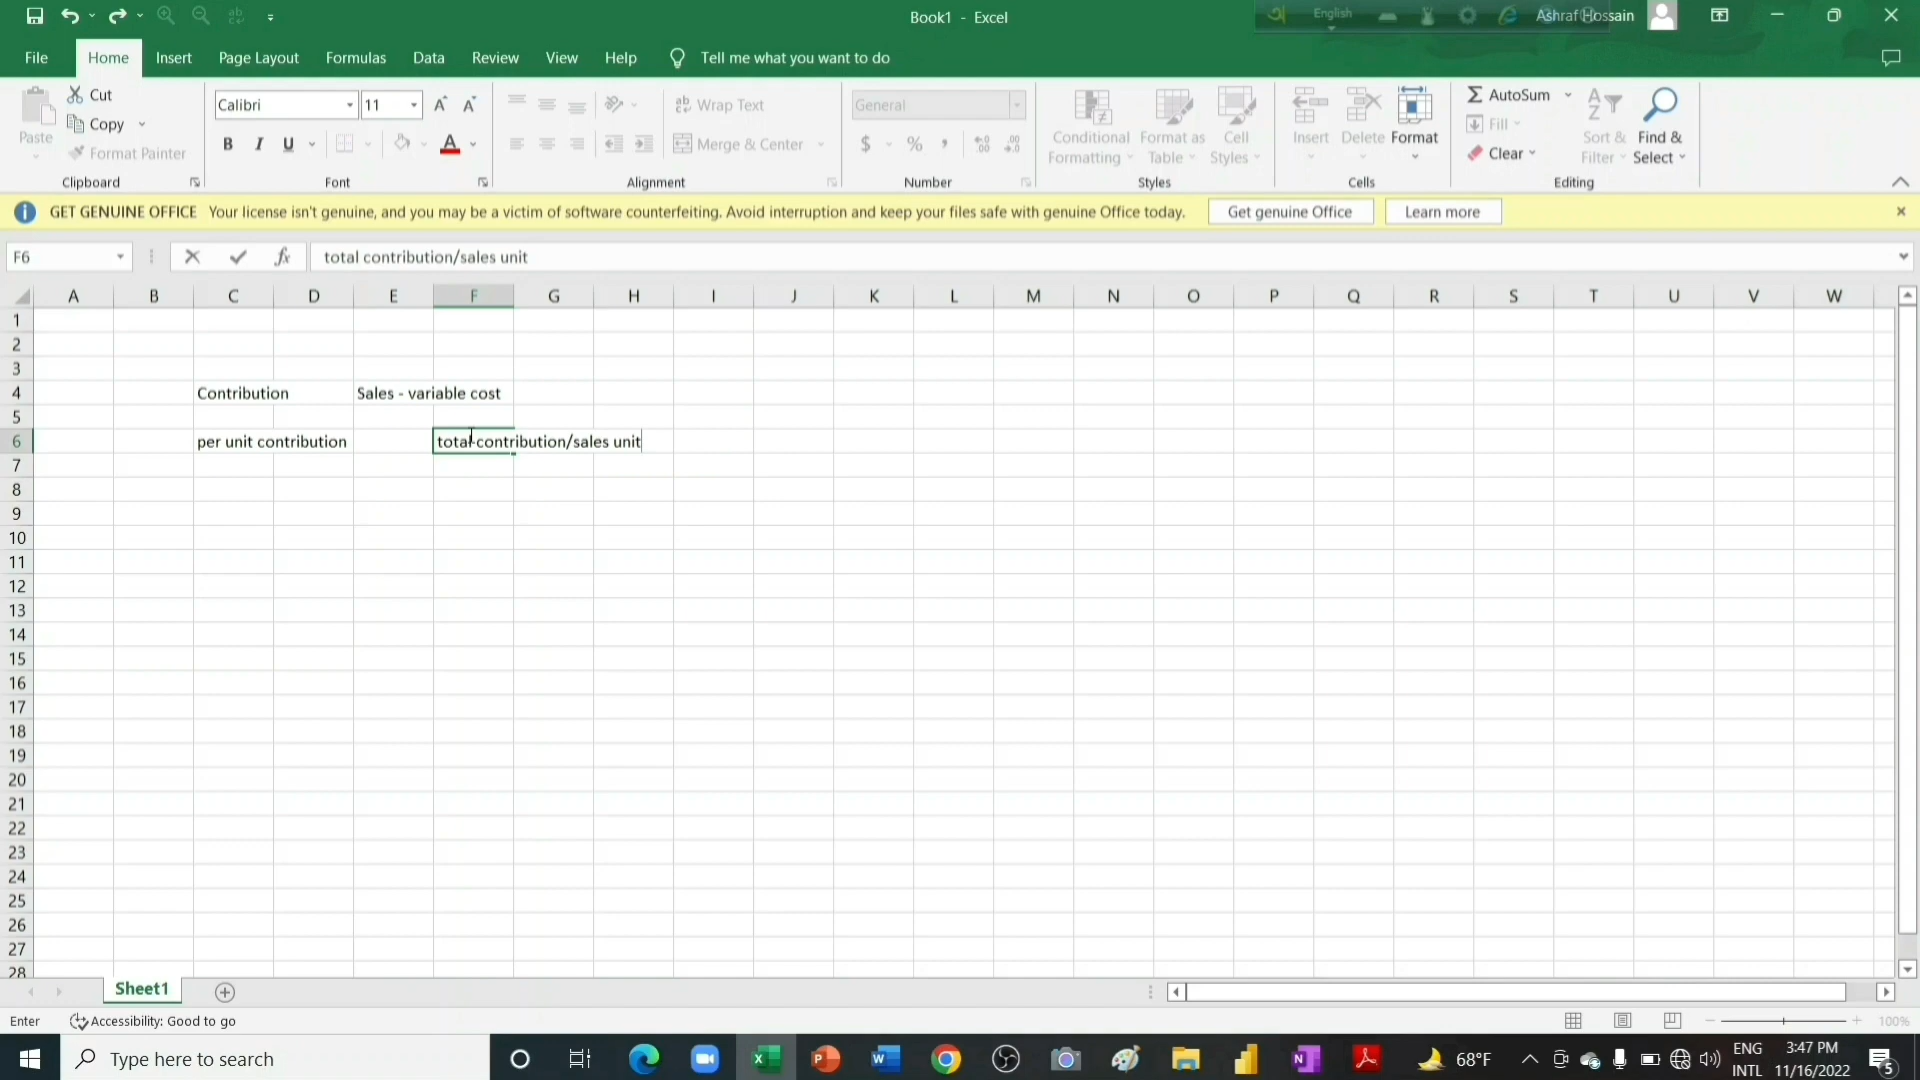 Book1 - Excel
English
Ashraf Hossain
File Home Insert Page Layout Formulas Data Review View Help Tell me what you want to do
Paste
Cut
Copy
Format Painter
Clipboard
Calibri 11
B I U
Font
Wrap Text
Merge & Center
Alignment
General
$ %
Number
Conditional Formatting
Format as Table
Cell Styles
Styles
Insert Delete Format
Cells
AutoSum
Fill
Clear
Sort & Filter
Find & Select
Editing
GET GENUINE OFFICE Your license isn't genuine, and you may be a victim of software counterfeiting. Avoid interruption and keep your files safe with genuine Office today. Get genuine Office Learn more
F6 fx total contribution/sales unit
A B C D E F G H I J K L M N O P Q R S T U V W
1
2
3
4 Contribution Sales - variable cost
5
6 per unit contribution total contribution/sales unit
7
8
9
10
11
12
13
14
15
16
17
18
19
20
21
22
23
24
25
26
27
28
Sheet1
Enter Accessibility: Good to go 100%
Type here to search 68°F ENG INTL 3:47 PM 11/16/2022 5